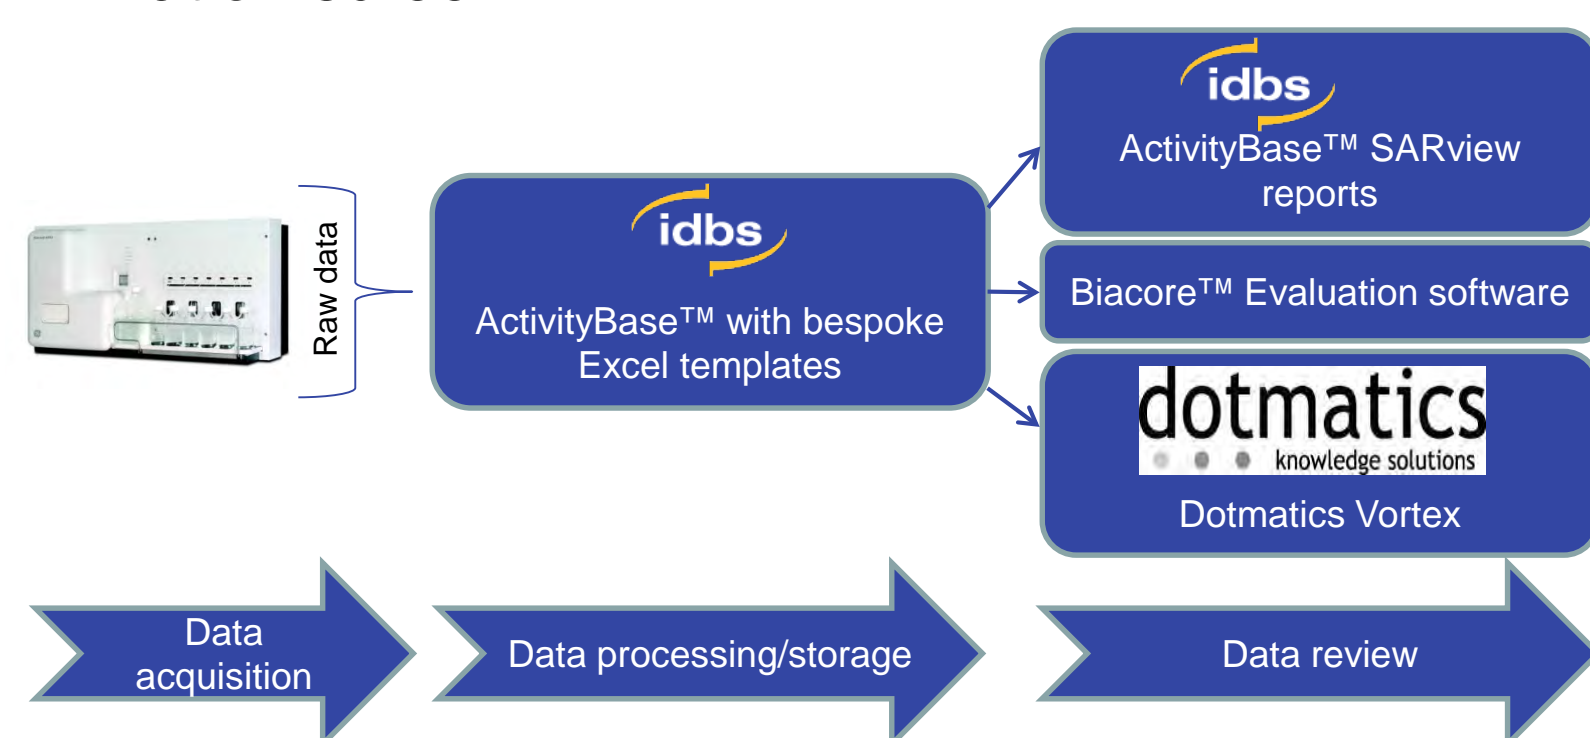 idbs
ActivityBase™ SARview
reports
Raw data
idbs
ActivityBase™ with bespoke
Excel templates
Biacore™ Evaluation software
dotmatics
knowledge solutions
Dotmatics Vortex
Data
acquisition
Data processing/storage
Data review